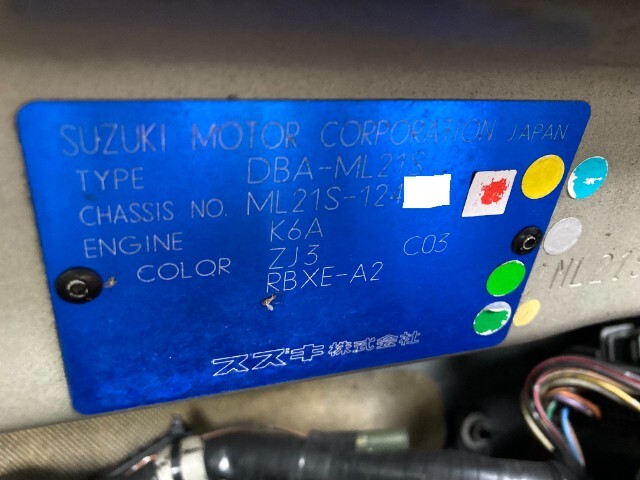 SUZUKI MOTOR CORPORATION JAPAN
TYPE DBA-ML21S
CHASSIS NO. ML21S-124
ENGINE K6A
COLOR ZJ3 C03
RBXE-A2
スズキ株式会社
ML21S